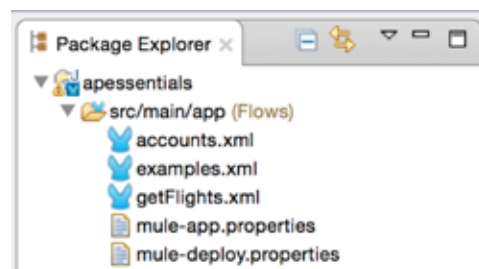 Package Explorer
apessentials
src/main/app (Flows)
accounts.xml
examples.xml
getFlights.xml
mule-app.properties
mule-deploy.properties